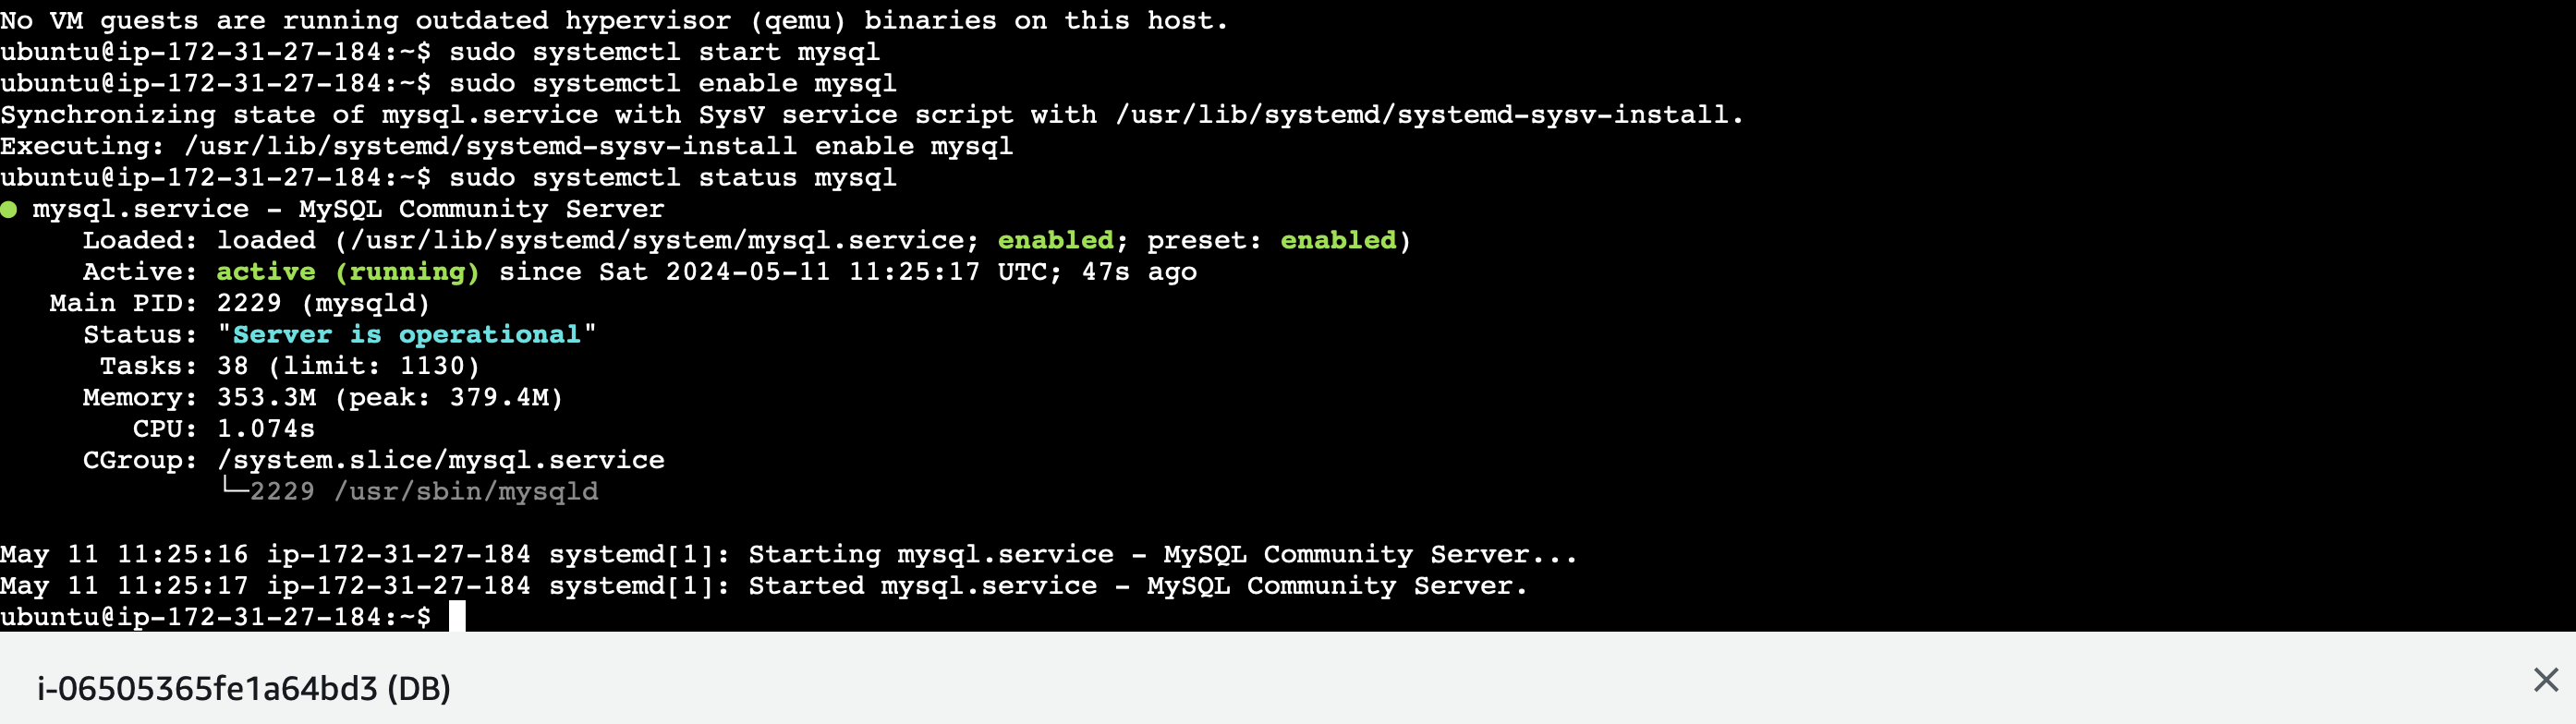 No VM guests are running outdated hypervisor (qemu) binaries on this host.
ubuntu@ip-172-31-27-184:~$ sudo systemctl start mysql
ubuntu@ip-172-31-27-184:~$ sudo systemctl enable mysql
Synchronizing state of mysql.service with SysV service script with /usr/lib/systemd/systemd-sysv-install.
Executing: /usr/lib/systemd/systemd-sysv-install enable mysql
ubuntu@ip-172-31-27-184:~$ sudo systemctl status mysql
● mysql.service - MySQL Community Server
     Loaded: loaded (/usr/lib/systemd/system/mysql.service; enabled; preset: enabled)
     Active: active (running) since Sat 2024-05-11 11:25:17 UTC; 47s ago
   Main PID: 2229 (mysqld)
     Status: "Server is operational"
      Tasks: 38 (limit: 1130)
     Memory: 353.3M (peak: 379.4M)
        CPU: 1.074s
     CGroup: /system.slice/mysql.service
             └─2229 /usr/sbin/mysqld
May 11 11:25:16 ip-172-31-27-184 systemd[1]: Starting mysql.service - MySQL Community Server...
May 11 11:25:17 ip-172-31-27-184 systemd[1]: Started mysql.service - MySQL Community Server.
ubuntu@ip-172-31-27-184:~$
i-06505365fe1a64bd3 (DB)